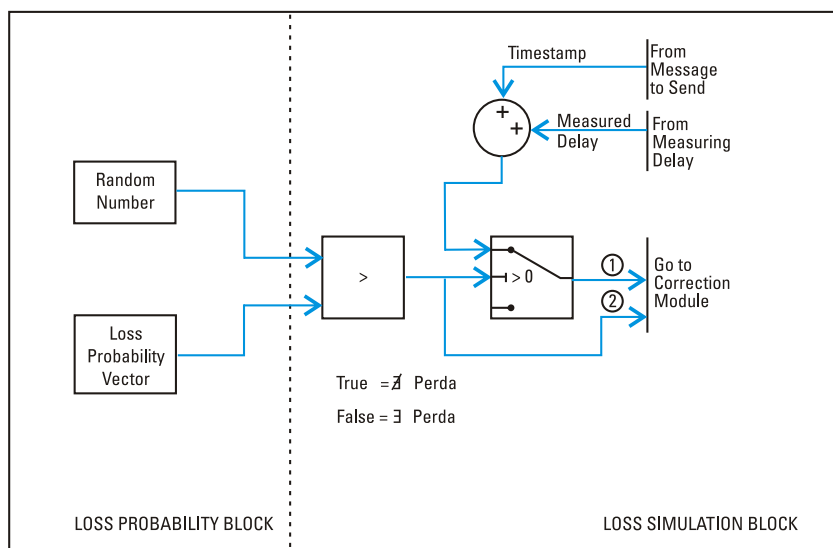 Timestamp
From
Message
to Send
+
+
Measured
Delay
From
Measuring
Delay
Random
Number
>
> 0
1
2
Go to
Correction
Module
Loss
Probability
Vector
True = ∄ Perda
False = ∃ Perda
LOSS PROBABILITY BLOCK
LOSS SIMULATION BLOCK